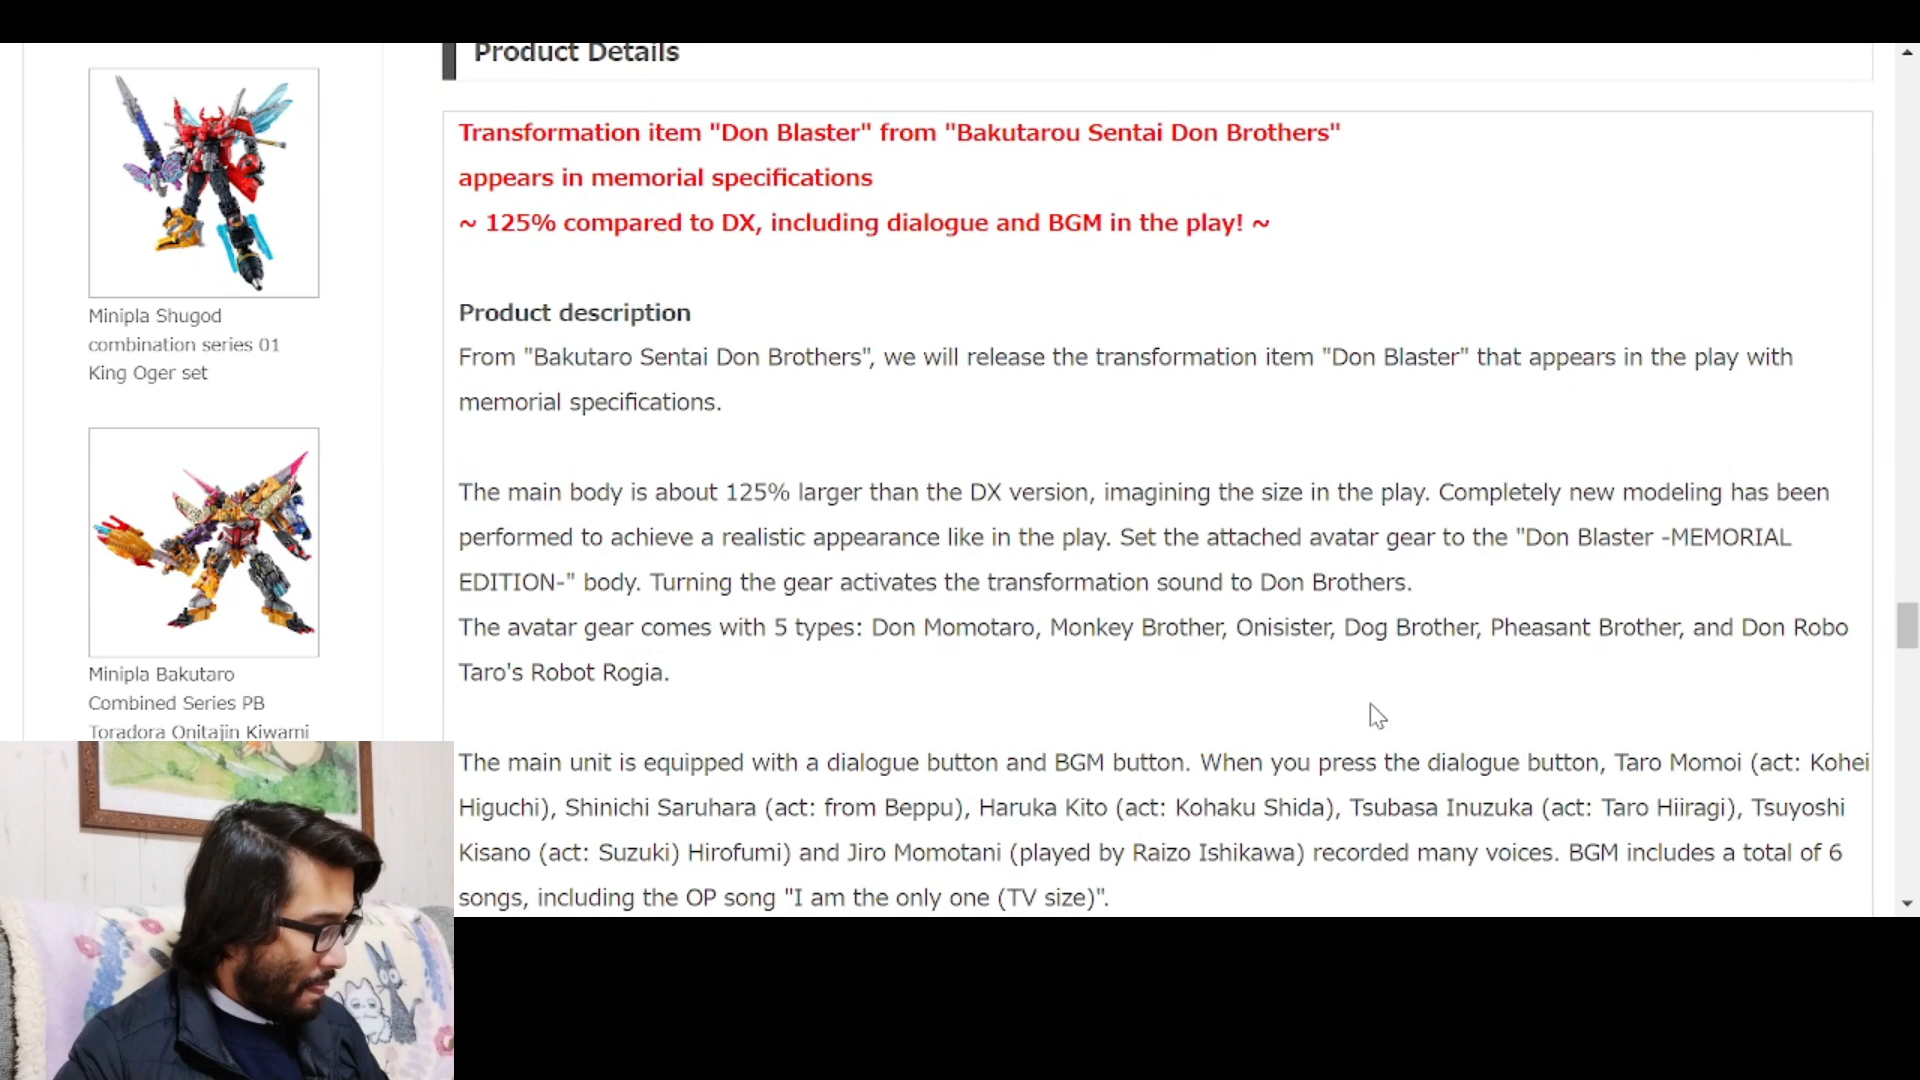 Product Details
Transformation item "Don Blaster" from "Bakutarou Sentai Don Brothers"
appears in memorial specifications
~ 125% compared to DX, including dialogue and BGM in the play! ~
Product description
From "Bakutaro Sentai Don Brothers", we will release the transformation item "Don Blaster" that appears in the play with
memorial specifications.
The main body is about 125% larger than the DX version, imagining the size in the play. Completely new modeling has been
performed to achieve a realistic appearance like in the play. Set the attached avatar gear to the "Don Blaster -MEMORIAL
EDITION-" body. Turning the gear activates the transformation sound to Don Brothers.
The avatar gear comes with 5 types: Don Momotaro, Monkey Brother, Onisister, Dog Brother, Pheasant Brother, and Don Robo
Taro's Robot Rogia.
The main unit is equipped with a dialogue button and BGM button. When you press the dialogue button, Taro Momoi (act: Kohei
Higuchi), Shinichi Saruhara (act: from Beppu), Haruka Kito (act: Kohaku Shida), Tsubasa Inuzuka (act: Taro Hiiragi), Tsuyoshi
Kisano (act: Suzuki) Hirofumi) and Jiro Momotani (played by Raizo Ishikawa) recorded many voices. BGM includes a total of 6
songs, including the OP song "I am the only one (TV size)".
Minipla Shugod
combination series 01
King Oger set
Minipla Bakutaro
Combined Series PB
Toradora Onitajin Kiwami